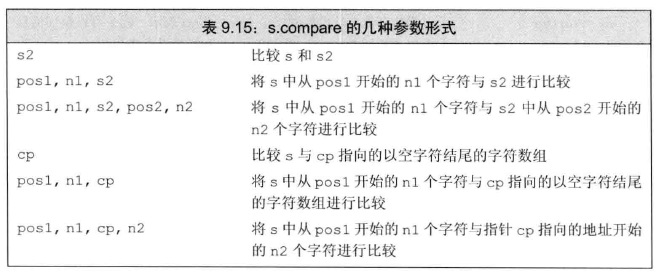 表 9.15：s.compare 的几种参数形式
s2 比较 s 和 s2
pos1, n1, s2 将 s 中从 pos1 开始的 n1 个字符与 s2 进行比较
pos1, n1, s2, pos2, n2 将 s 中从 pos1 开始的 n1 个字符与 s2 中从 pos2 开始的
n2 个字符进行比较
cp 比较 s 与 cp 指向的以空字符结尾的字符数组
pos1, n1, cp 将 s 中从 pos1 开始的 n1 个字符与 cp 指向的以空字符结尾
的字符数组进行比较
pos1, n1, cp, n2 将 s 中从 pos1 开始的 n1 个字符与指针 cp 指向的地址开始
的 n2 个字符进行比较